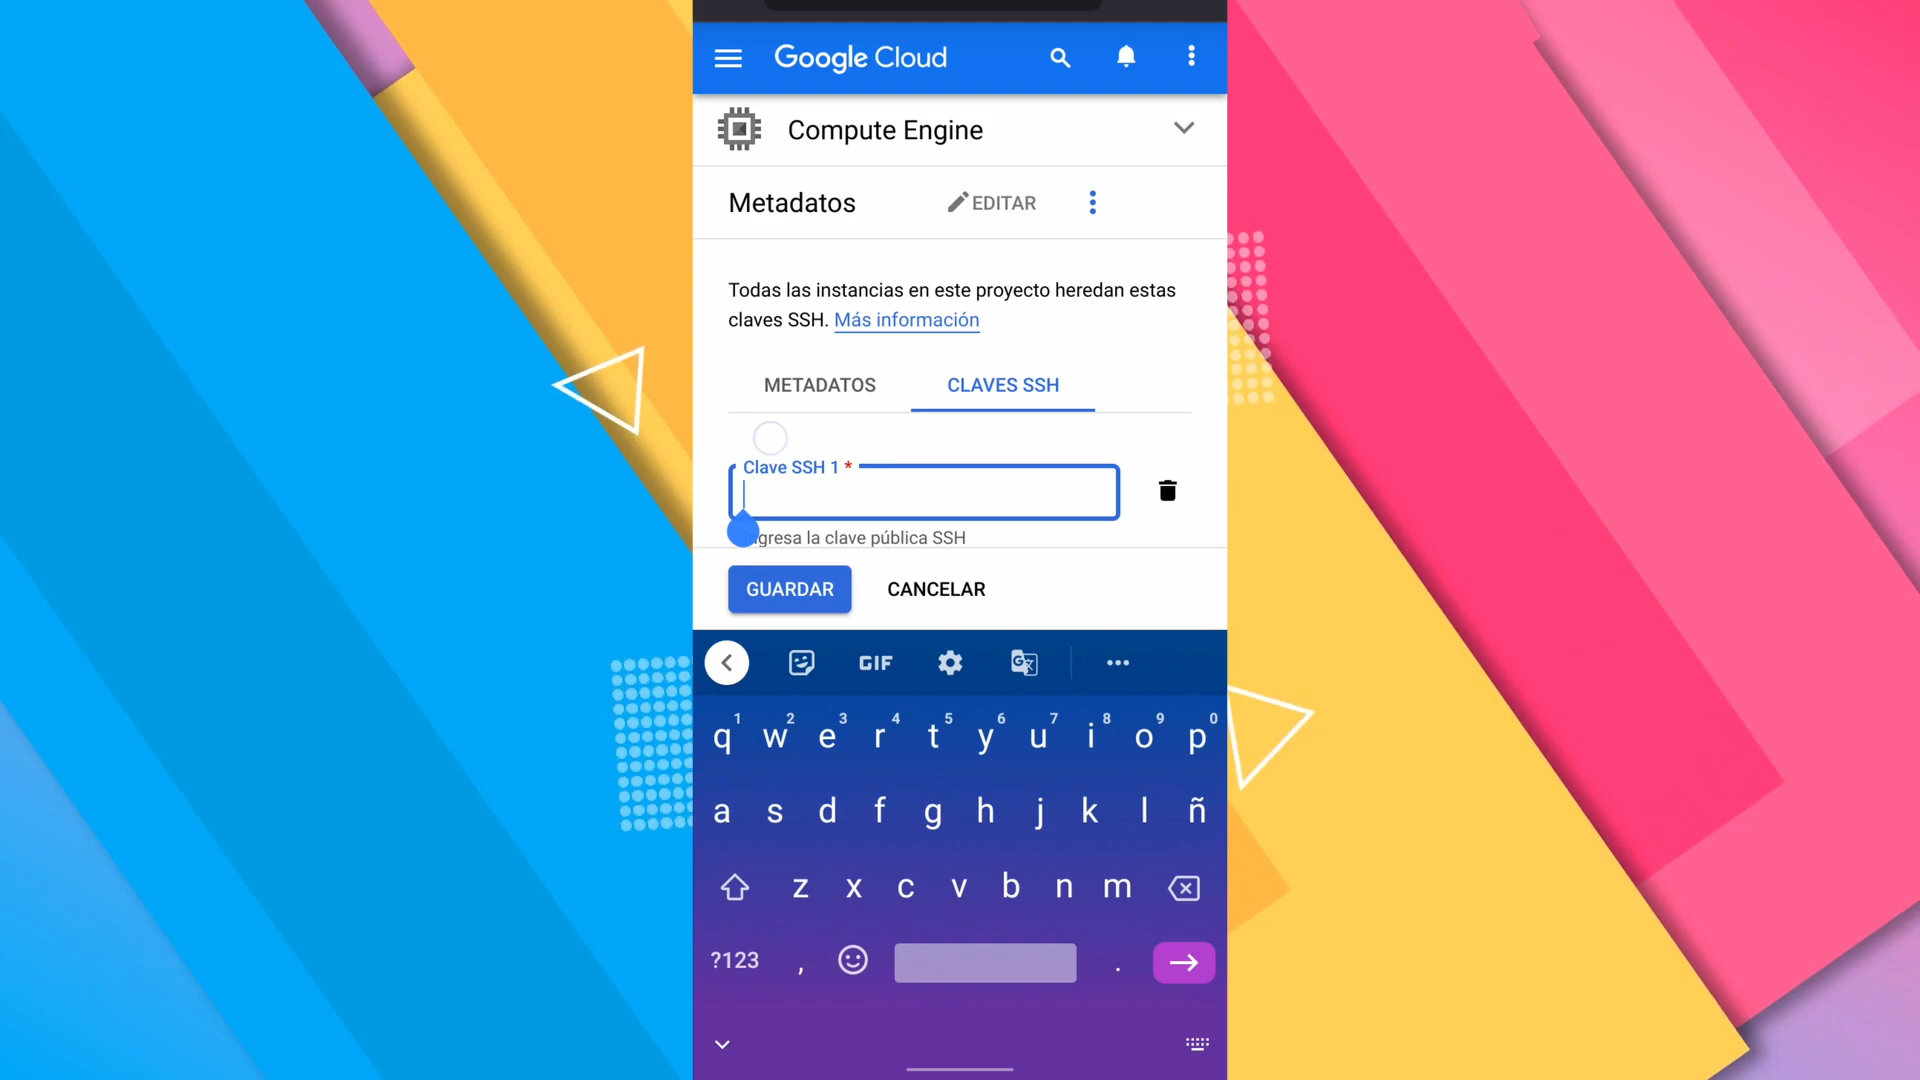 Google Cloud
Compute Engine
Metadatos
EDITAR
Todas las instancias en este proyecto heredan estas
claves SSH. Más información
METADATOS
CLAVES SSH
Clave SSH 1 *
Ingresa la clave pública SSH
GUARDAR
CANCELAR
GIF
G
1 2 3 4 5 6 7 8 9 0
q w e r t y u i o p
a s d f g h j k l ñ
z x c v b n m
?123 , .